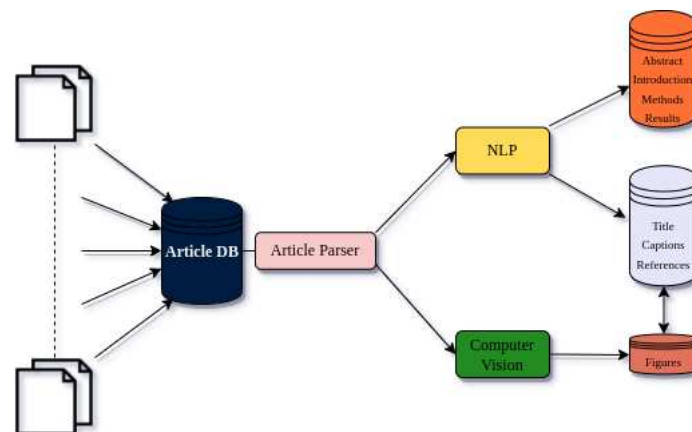 Abstract
Introduction
Methods
Results
NLP
Title
Captions
References
Article DB
Article Parser
Computer
Vision
Figures